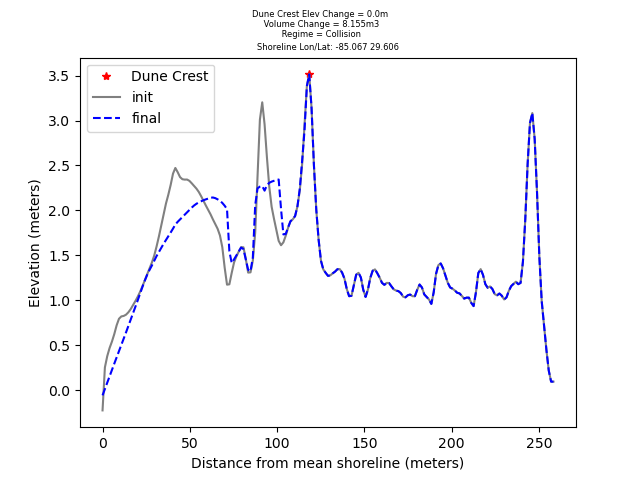 Dune Crest Elev Change = 0.0m
Volume Change = 8.155m3
Regime = Collision
Shoreline Lon/Lat: -85.067 29.606
Dune Crest
init
final
3.5
3.0
2.5
2.0
1.5
1.0
0.5
0.0
Elevation (meters)
0 50 100 150 200 250
Distance from mean shoreline (meters)